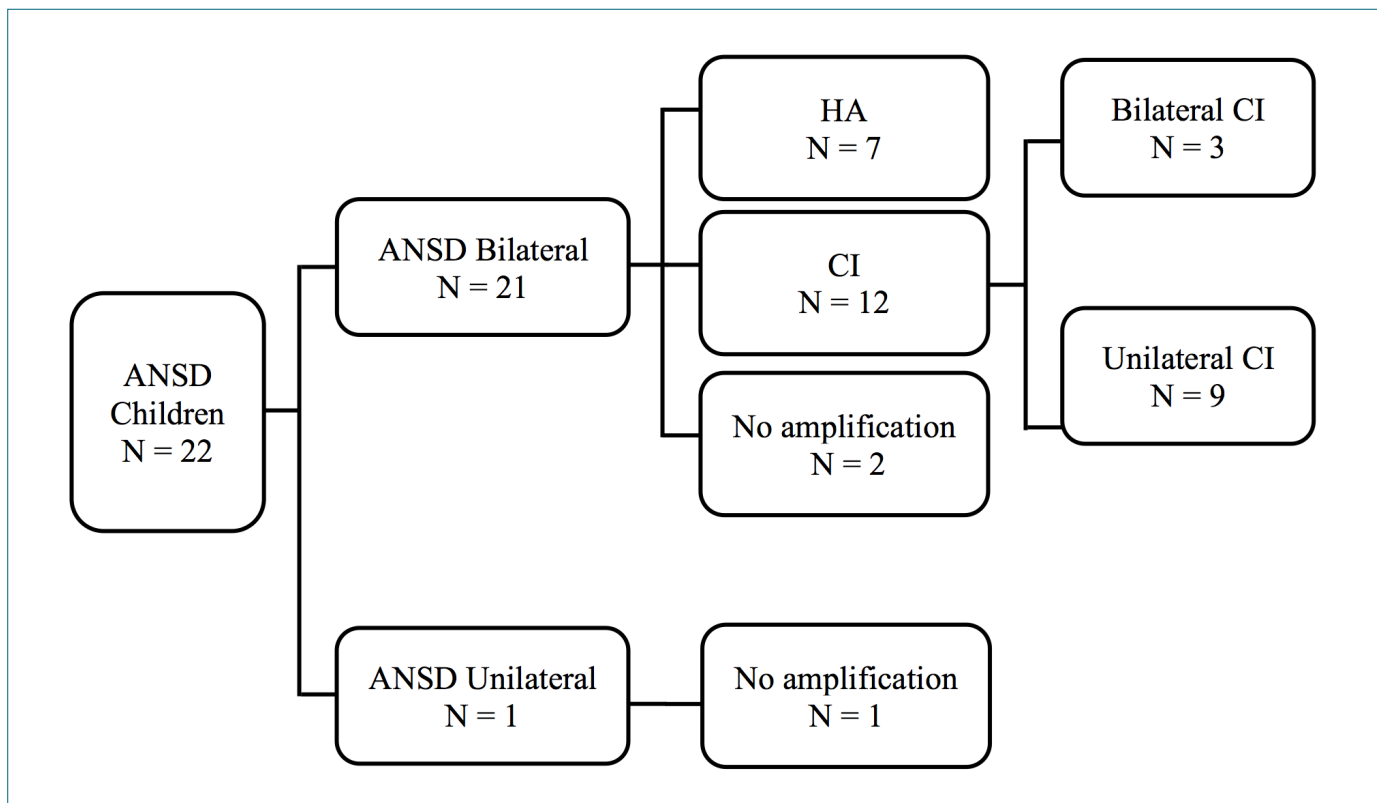 ANSD
Children
N = 22
ANSD Bilateral
N = 21
HA
N = 7
CI
N = 12
No amplification
N = 2
Bilateral CI
N = 3
Unilateral CI
N = 9
ANSD Unilateral
N = 1
No amplification
N = 1